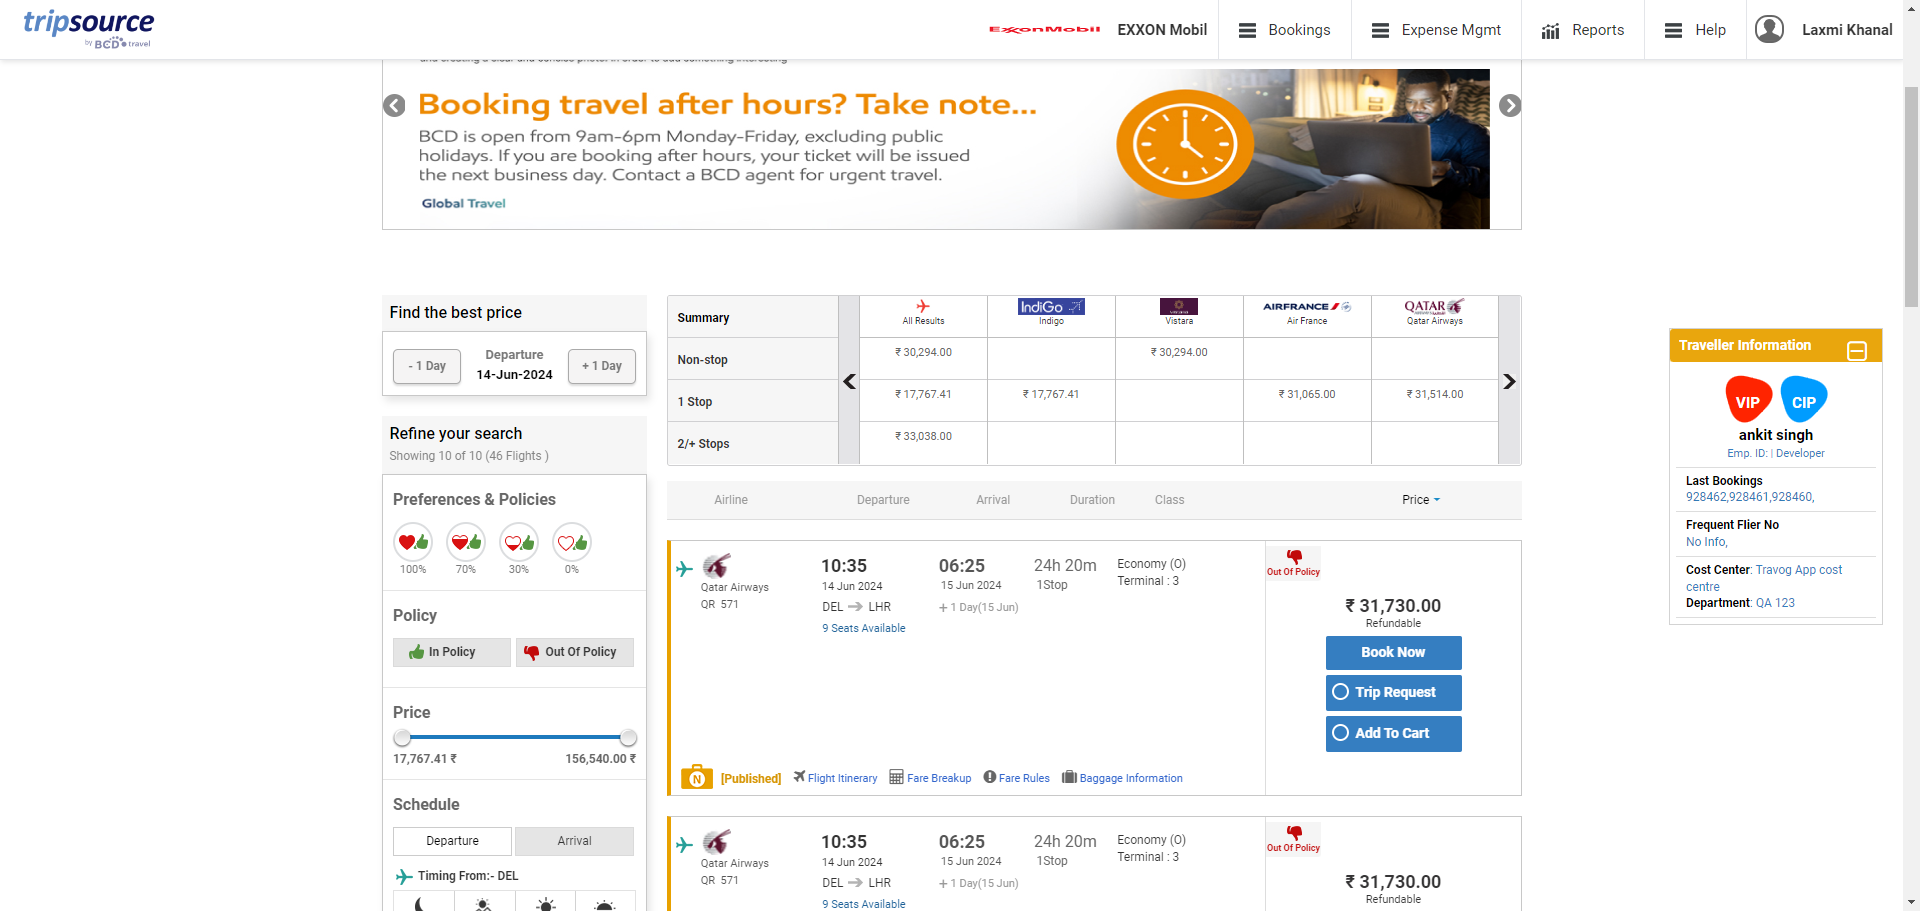 tripsource
by BCD travel
ExxonMobil
EXXON Mobil
Bookings
Expense Mgmt
Reports
Help
Laxmi Khanal
Booking travel after hours? Take note...
BCD is open from 9am-6pm Monday-Friday, excluding public
holidays. If you are booking after hours, your ticket will be issued
the next business day. Contact a BCD agent for urgent travel.
Global Travel
Find the best price
- 1 Day
Departure
14-Jun-2024
+ 1 Day
Refine your search
Showing 10 of 10 (46 Flights )
Preferences & Policies
100%
70%
30%
0%
Policy
In Policy
Out Of Policy
Price
17,767.41 ₹
156,540.00 ₹
Schedule
Departure
Arrival
Timing From:- DEL
Summary
All Results
IndiGo
Indigo
Vistara
AIRFRANCE
Air France
QATAR
Qatar Airways
Non-stop
₹ 30,294.00
₹ 30,294.00
1 Stop
₹ 17,767.41
₹ 17,767.41
₹ 31,065.00
₹ 31,514.00
2/+ Stops
₹ 33,038.00
Airline
Departure
Arrival
Duration
Class
Price
Qatar Airways
QR 571
10:35
14 Jun 2024
DEL
LHR
9 Seats Available
06:25
15 Jun 2024
+ 1 Day(15 Jun)
24h 20m
1Stop
Economy (O)
Terminal : 3
Out Of Policy
₹ 31,730.00
Refundable
Book Now
Trip Request
Add To Cart
N
[Published]
Flight Itinerary
Fare Breakup
Fare Rules
Baggage Information
Qatar Airways
QR 571
10:35
14 Jun 2024
DEL
LHR
9 Seats Available
06:25
15 Jun 2024
+ 1 Day(15 Jun)
24h 20m
1Stop
Economy (O)
Terminal : 3
Out Of Policy
₹ 31,730.00
Refundable
Traveller Information
VIP
CIP
ankit singh
Emp. ID: | Developer
Last Bookings
928462,928461,928460,
Frequent Flier No
No Info,
Cost Center: Travog App cost
centre
Department: QA 123